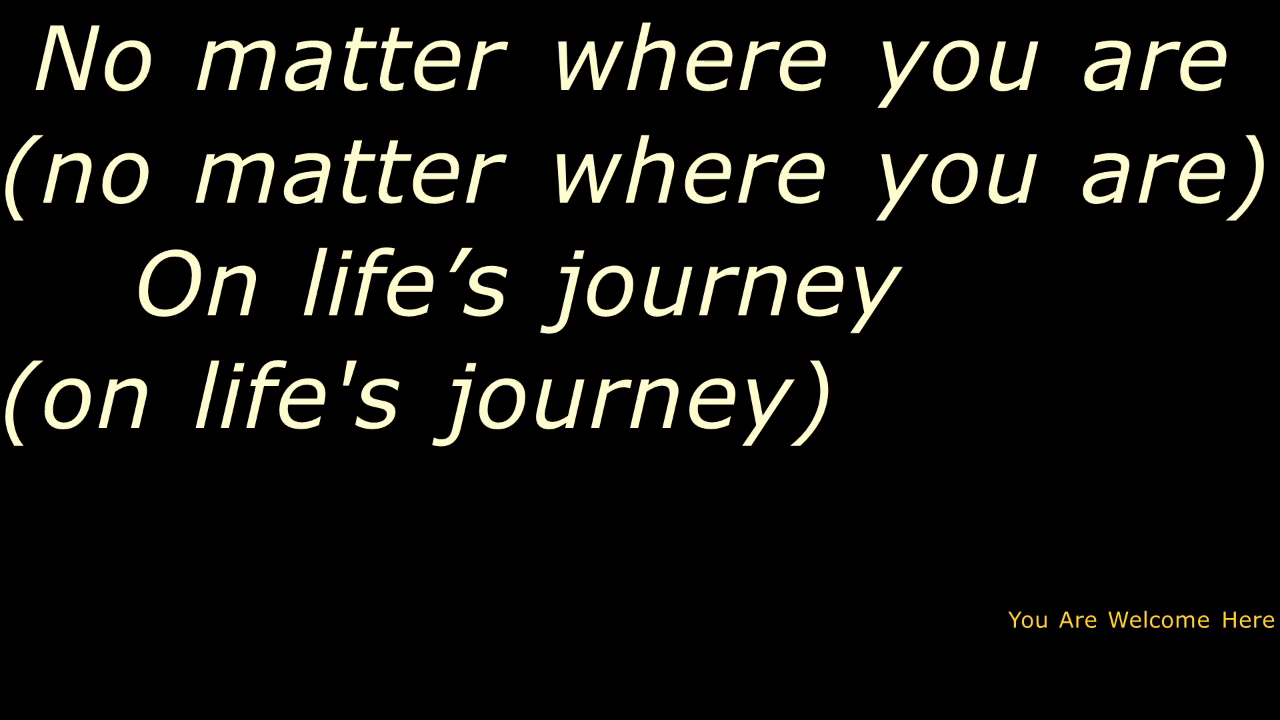 No matter where you are
(no matter where you are)
On life’s journey
(on life's journey)
You Are Welcome Here